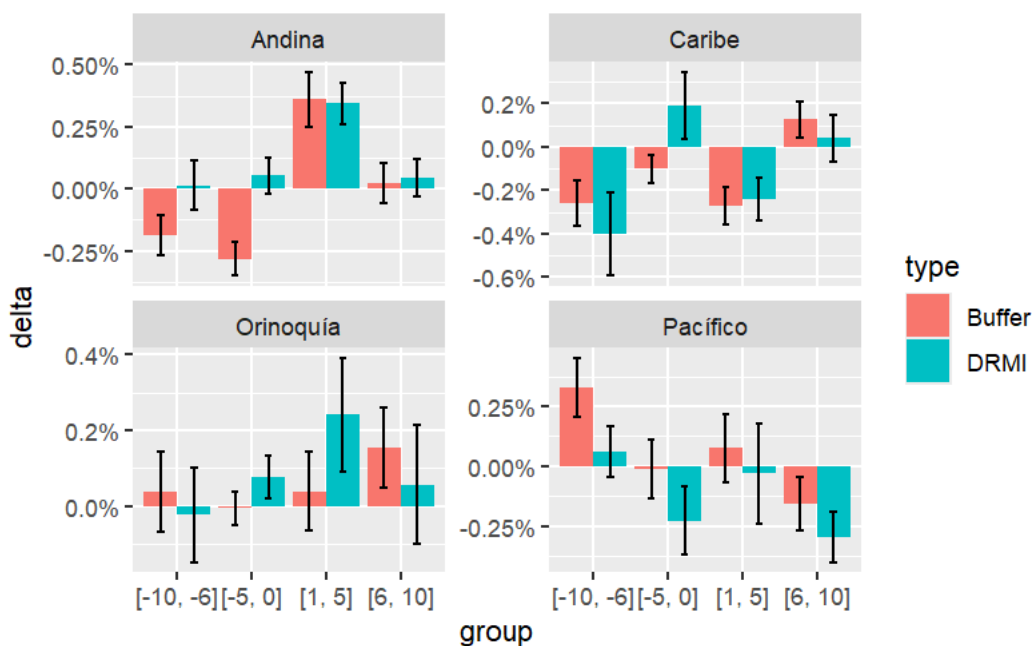 Andina
Caribe
0.50%
0.25%
0.00%
-0.25%
0.2%
0.0%
-0.2%
-0.4%
-0.6%
Orinoquía
Pacífico
0.4%
0.2%
0.0%
0.25%
0.00%
-0.25%
[-10, -6] [-5, 0] [1, 5] [6, 10]
[-10, -6] [-5, 0] [1, 5] [6, 10]
group
delta
type
Buffer
DRMI